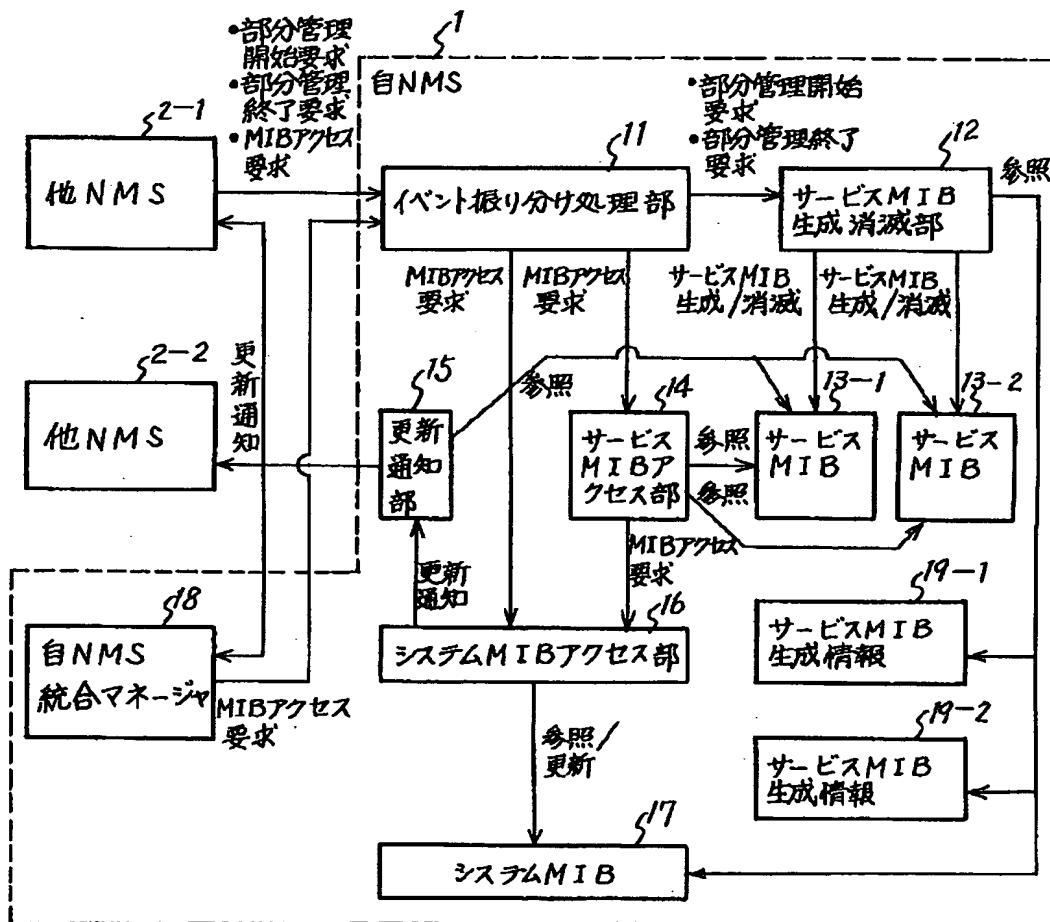 1
・部分管理
開始要求
・部分管理
終了要求
・MIBアクセス
要求
自NMS
・部分管理開始
要求
・部分管理終了
要求
2-1
他NMS
11
イベント振り分け処理部
12
サービスMIB
生成消滅部
参照
MIBアクセス
要求
MIBアクセス
要求
サービスMIB
生成/消滅
サービスMIB
生成/消滅
2-2
他NMS
更新通知
15
更新
通知
部
参照
14
サービス
MIBア
クセス部
参照
参照
13-1
サービス
MIB
13-2
サービス
MIB
MIBアクセス
要求
更新
通知
16
システムMIBアクセス部
18
自NMS
統合マネージャ
MIBアクセス
要求
19-1
サービスMIB
生成情報
参照/
更新
19-2
サービスMIB
生成情報
17
システムMIB